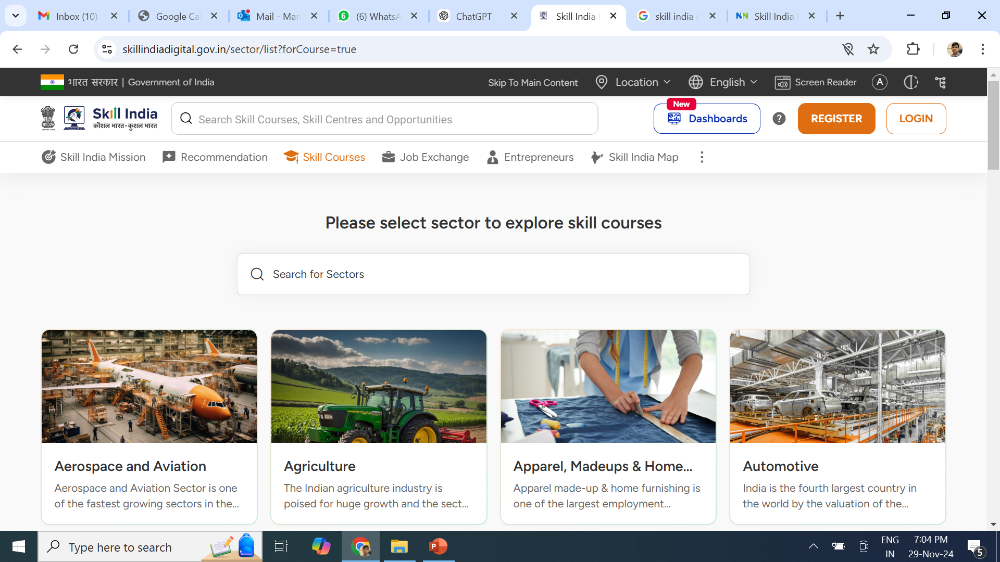 Inbox (10)
Google Cal
Mail - Man
(6) WhatsA
ChatGPT
Skill India
skill india
Skill India
skillindiadigital.gov.in/sector/list?forCourse=true
भारत सरकार | Government of India
Skip To Main Content
Location
English
Screen Reader
A
Skill India
कौशल भारत-कुशल भारत
Search Skill Courses, Skill Centres and Opportunities
New
Dashboards
?
REGISTER
LOGIN
Skill India Mission
Recommendation
Skill Courses
Job Exchange
Entrepreneurs
Skill India Map
Please select sector to explore skill courses
Search for Sectors
Aerospace and Aviation
Aerospace and Aviation Sector is one
of the fastest growing sectors in the...
Agriculture
The Indian agriculture industry is
poised for huge growth and the sect...
Apparel, Madeups & Home...
Apparel made-up & home furnishing is
one of the largest employment...
Automotive
India is the fourth largest country in
the world by the valuation of the...
Type here to search
ENG
IN
7:04 PM
29-Nov-24
5